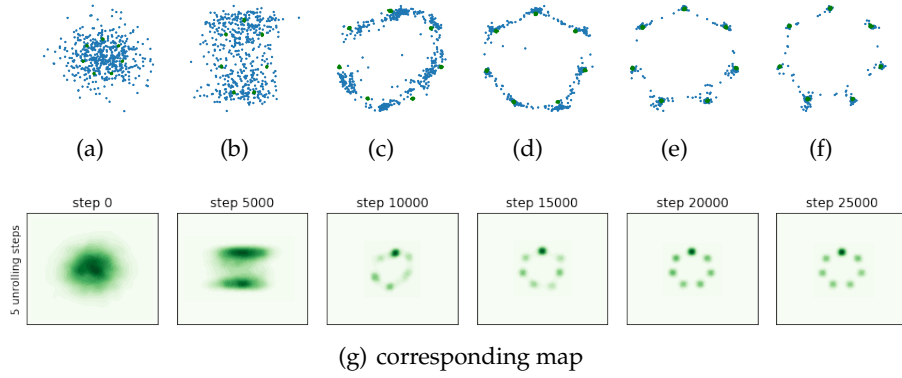 (a) (b) (c) (d) (e) (f)
step 0 step 5000 step 10000 step 15000 step 20000 step 25000
5 unrolling steps
(g) corresponding map